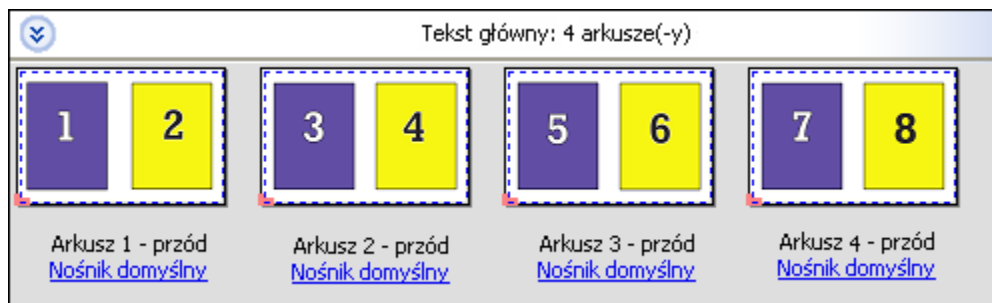 Tekst główny: 4 arkusze(-y)
1 2 3 4 5 6 7 8
Arkusz 1 - przód Arkusz 2 - przód Arkusz 3 - przód Arkusz 4 - przód
Nośnik domyślny Nośnik domyślny Nośnik domyślny Nośnik domyślny